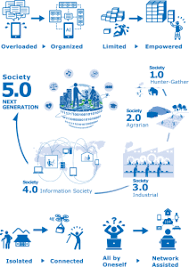 Overloaded ▶ Organized
Limited ▶ Empowered
Society
5.0
NEXT
GENERATION
Society
1.0
Hunter-Gather
Society
2.0
Agrarian
Society
4.0 Information Society
Society
3.0
Industrial
Isolated ▶ Connected
All by
Oneself ▶ Network
Assisted